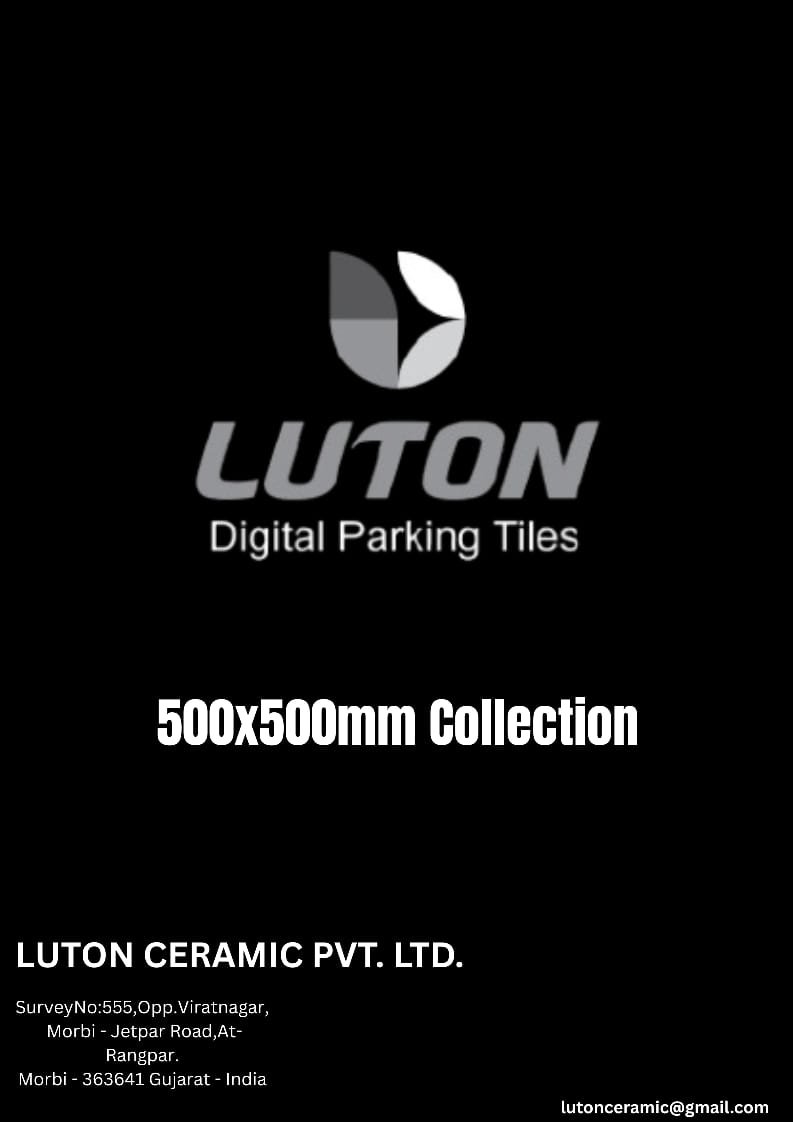 LUTON
Digital Parking Tiles
500x500mm Collection
LUTON CERAMIC PVT. LTD.
SurveyNo:555,Opp.Viratnagar,
Morbi - Jetpar Road,At-
Rangpar.
Morbi - 363641 Gujarat - India
lutonceramic@gmail.com